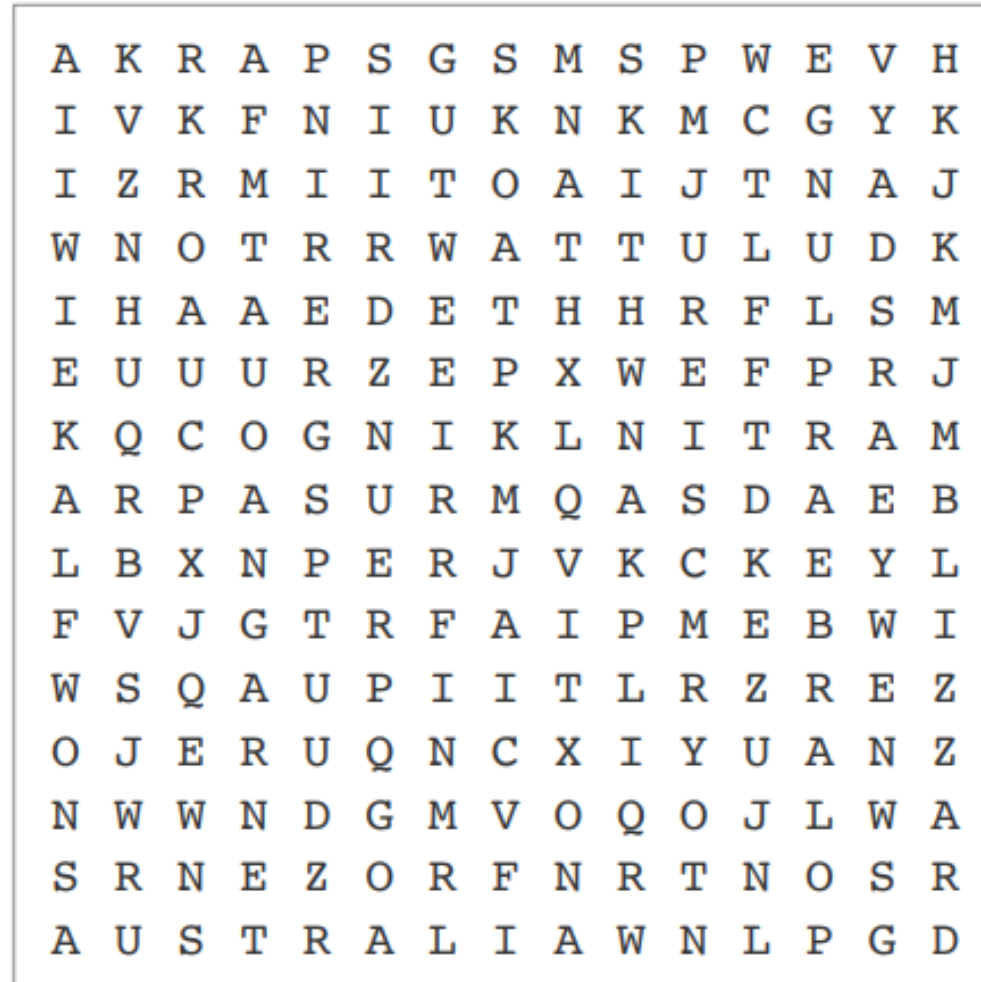 A K R A P S G S M S P W E V H
I V K F N I U K N K M C G Y K
I Z R M I I T O A I J T N A J
W N O T R R W A T T U L U D K
I H A A E D E T H H R F L S M
E U U U R Z E P X W E F P R J
K Q C O G N I K L N I T R A M
A R P A S U R M Q A S D A E B
L B X N P E R J V K C K E Y L
F V J G T R F A I P M E B W I
W S Q A U P I I T L R Z R E Z
O J E R U Q N C X I Y U A N Z
N W W N D G M V O Q O J L W A
S R N E Z O R F N R T N O S R
A U S T R A L I A W N L P G D